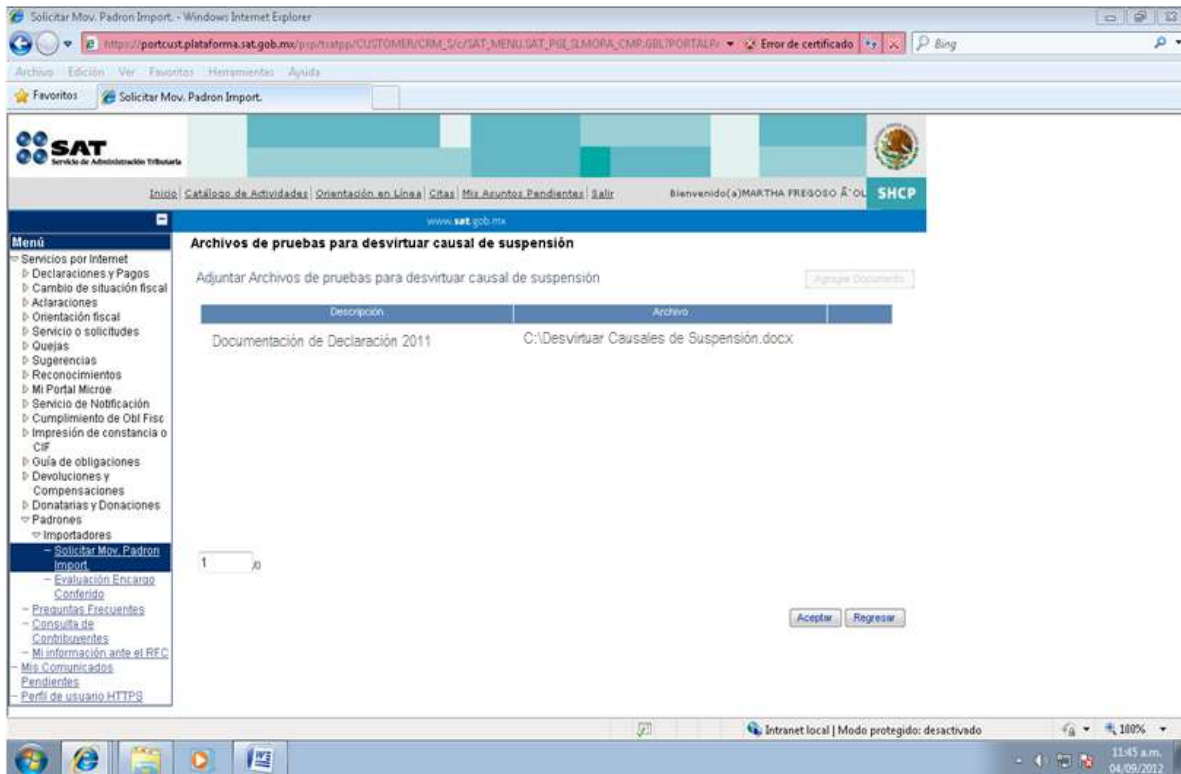 Solicitar Mov. Padron Import. - Windows Internet Explorer
Error de certificado
Bing
Archivo Edición Ver Favoritos Herramientas Ayuda
Favoritos
Solicitar Mov. Padron Import.
SAT
Servicio de Administración Tributaria
Inicio | Catálogo de Actividades | Orientación en Línea | Citas | Mis Asuntos Pendientes | Salir
Bienvenido(a)MARTHA FREGOSO Ã´OL
SHCP
www.sat.gob.mx
Menú
Servicios por Internet
Declaraciones y Pagos
Cambio de situación fiscal
Aclaraciones
Orientación fiscal
Servicio o solicitudes
Quejas
Sugerencias
Reconocimientos
Mi Portal Microe
Servicio de Notificación
Cumplimiento de Obl Fisc
Impresión de constancia o
CIF
Guía de obligaciones
Devoluciones y
Compensaciones
Donatarias y Donaciones
Padrones
Importadores
Solicitar Mov. Padron
Import.
Evaluación Encargo
Conferido
Preguntas Frecuentes
Consulta de
Contribuyentes
Mi información ante el RFC
Mis Comunicados
Pendientes
Perfil de usuario HTTPS
Archivos de pruebas para desvirtuar causal de suspensión
Adjuntar Archivos de pruebas para desvirtuar causal de suspensión
Agregar Documento
Descripción
Archivo
Documentación de Declaración 2011
C:\Desvirtuar Causales de Suspensión.docx
1 /0
Aceptar
Regresar
Intranet local | Modo protegido: desactivado
100%
11:45 a.m.
04/09/2012